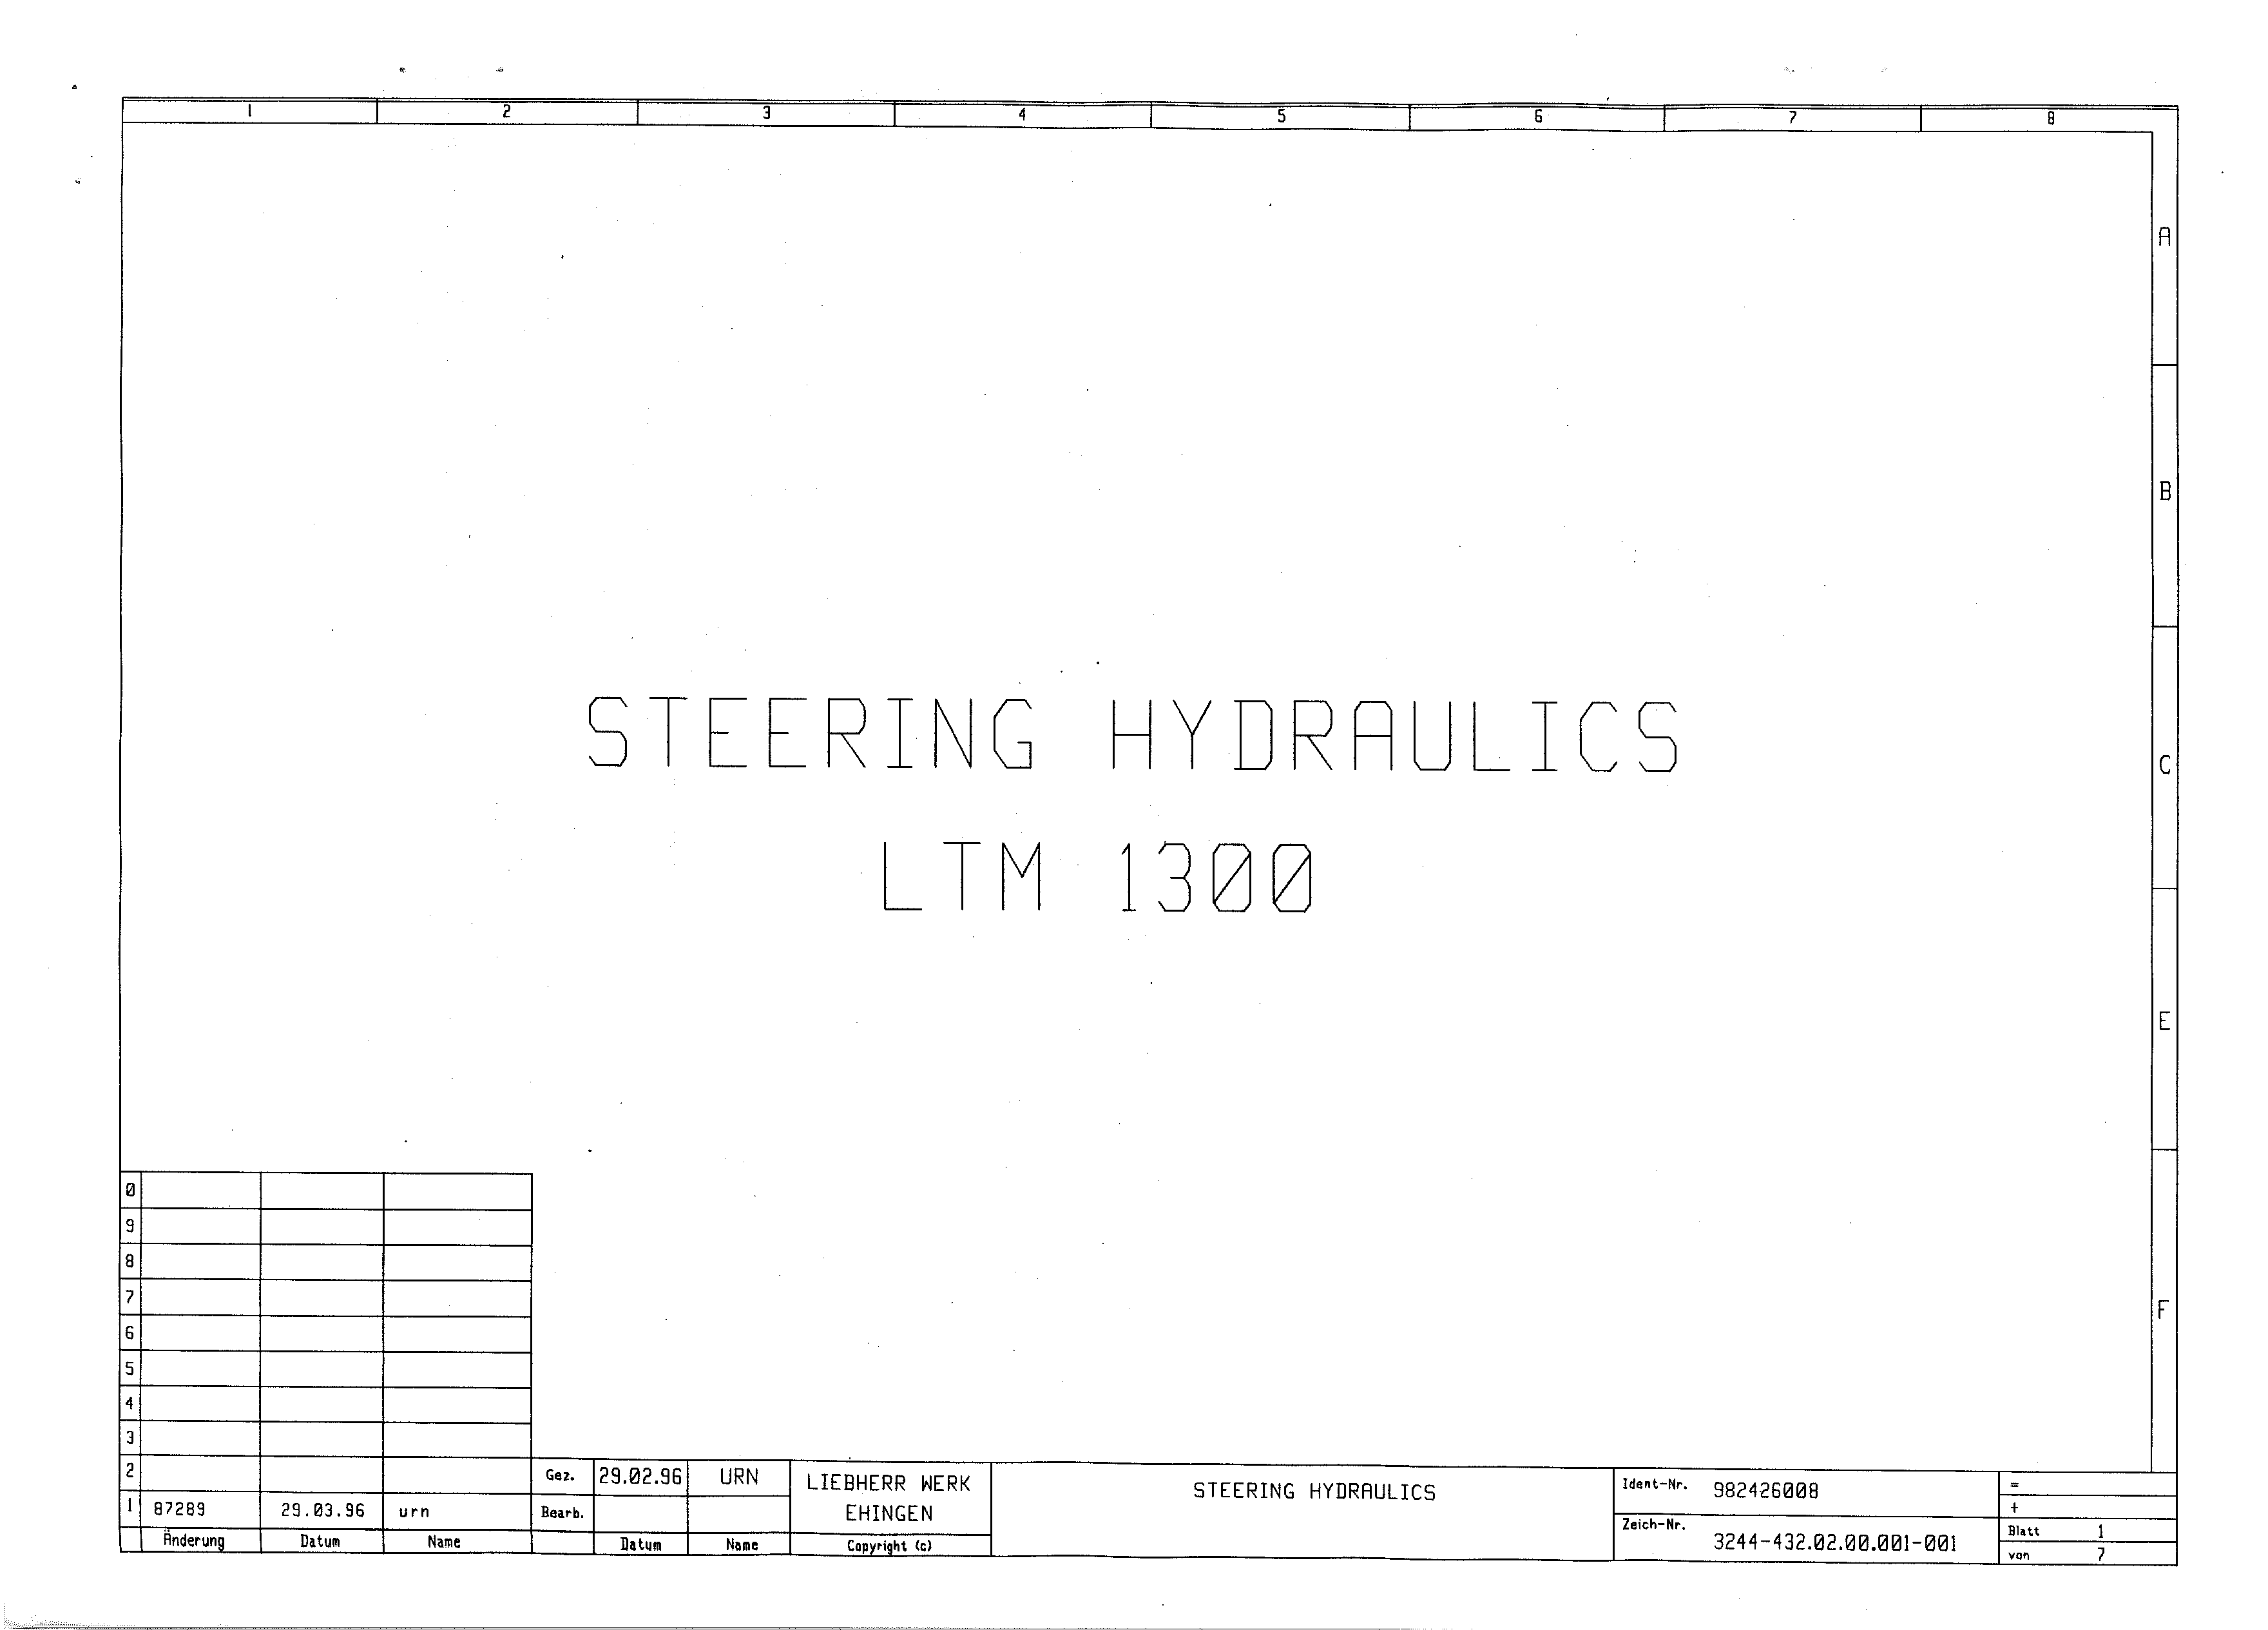 1 2 3 4 5 6 7 8
A
B
STEERING HYDRAULICS
C
LTM 1300
E
0
9
8
7
F
6
5
4
3
2
1 87289 29.03.96 urn
Änderung Datum Name
Gez. 29.02.96 URN
Bearb.
Datum Name
LIEBHERR WERK
EHINGEN
Copyright (c)
STEERING HYDRAULICS
Ident-Nr. 982426008
Zeich-Nr. 3244-432.02.00.001-001
=
+
Blatt 1
von 7